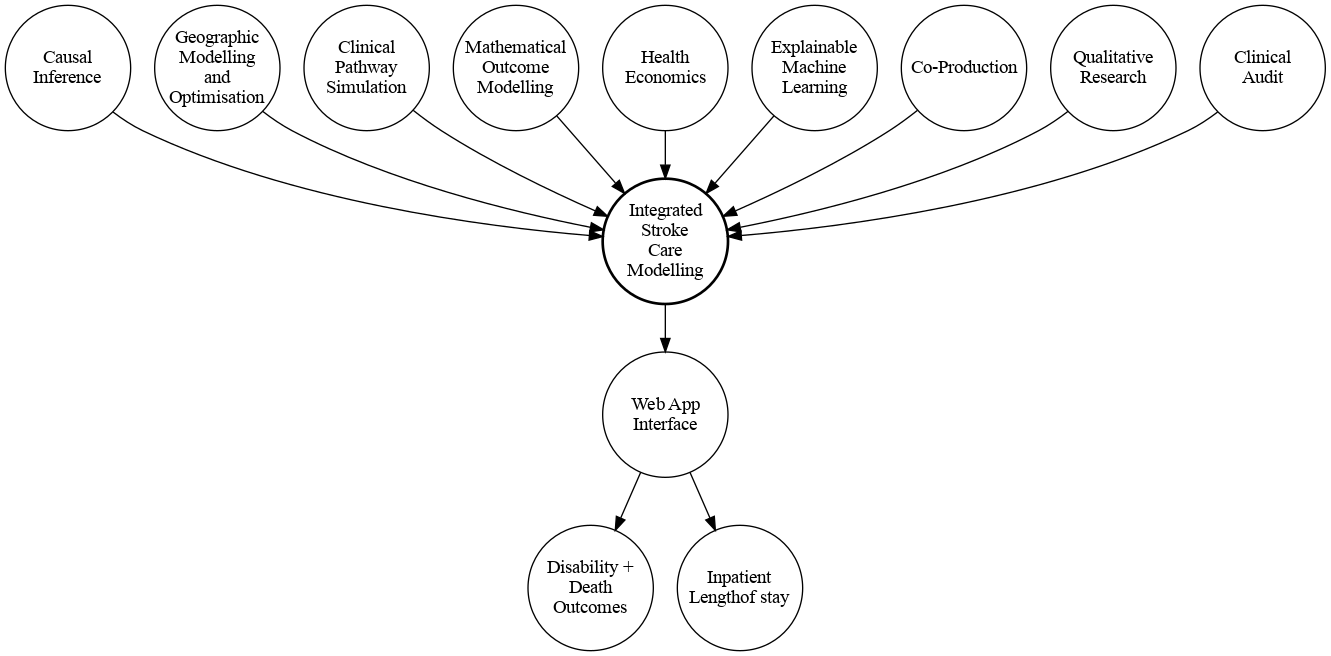 Causal
Inference
Geographic
Modelling
and
Optimisation
Clinical
Pathway
Simulation
Mathematical
Outcome
Modelling
Health
Economics
Explainable
Machine
Learning
Co-Production
Qualitative
Research
Clinical
Audit
Integrated
Stroke
Care
Modelling
Web App
Interface
Disability +
Death
Outcomes
Inpatient
Lengthof stay